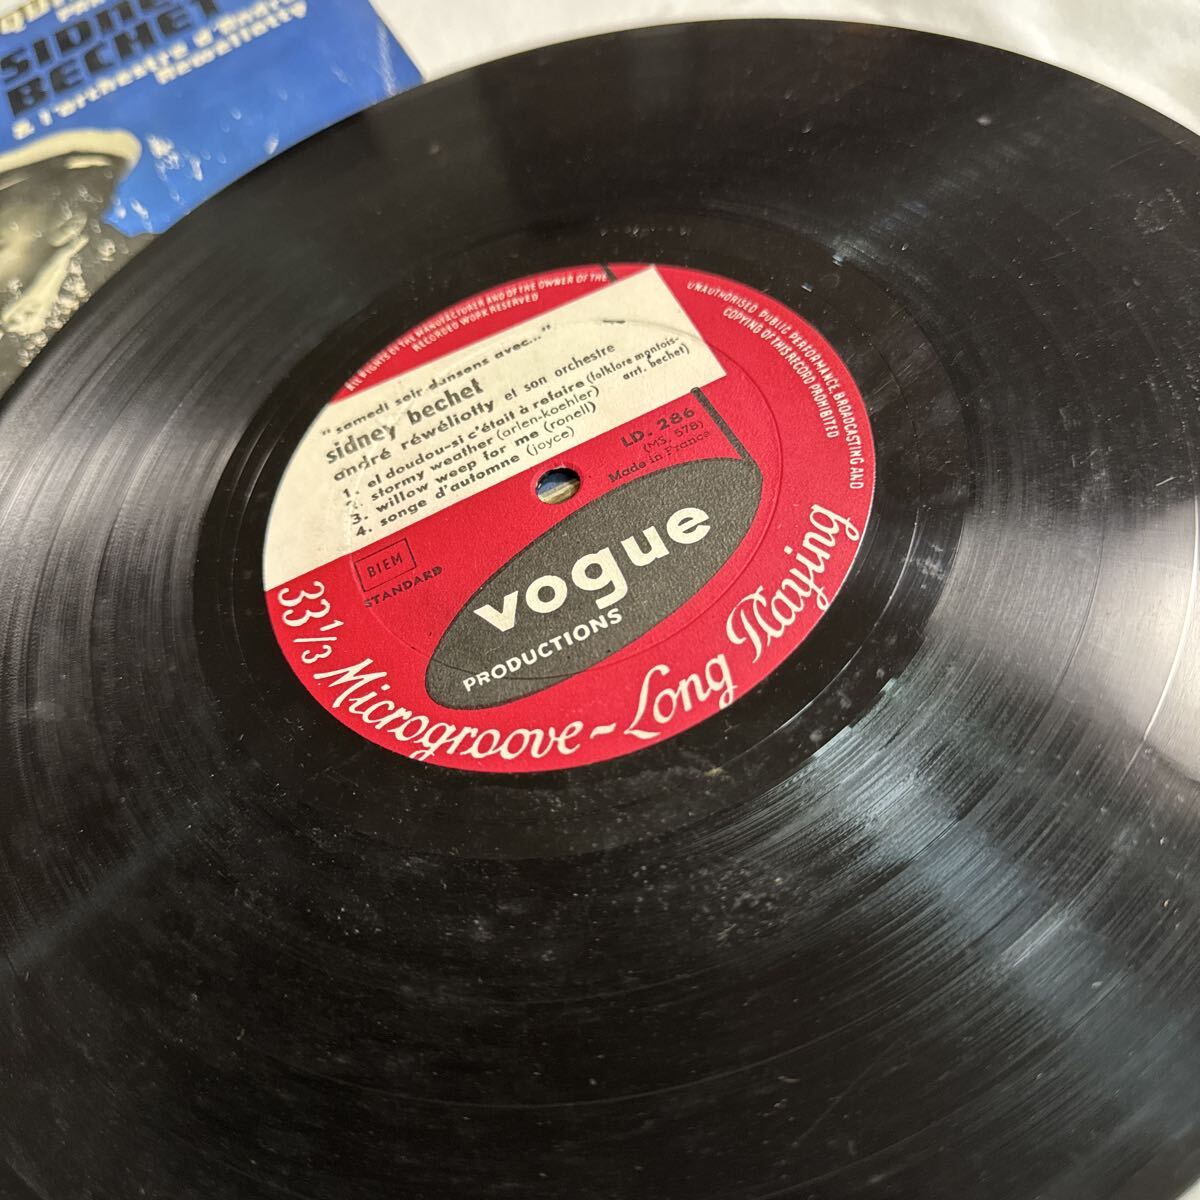 SIDNEY
BECHET
& l'orchestre d'André
Réwéliotty
ALL RIGHTS OF THE MANUFACTURER AND OF THE OWNER OF THE
RECORDED WORK RESERVED
UNAUTHORISED PUBLIC PERFORMANCE, BROADCASTING AND
COPYING OF THIS RECORD PROHIBITED
"samedi soir dansons avec..."
sidney bechet
andré réwéliotty et son orchestre
1. el doudou-si c'était à refaire (folklore montois-
arr. bechet)
2. stormy weather (arlen-koehler)
3. willow weep for me (ronell)
4. songe d'automne (joyce)
LD. 286
(MS. 578)
Made in France
BIEM
STANDARD
vogue
PRODUCTIONS
33 1/3 Microgroove ~ Long Playing